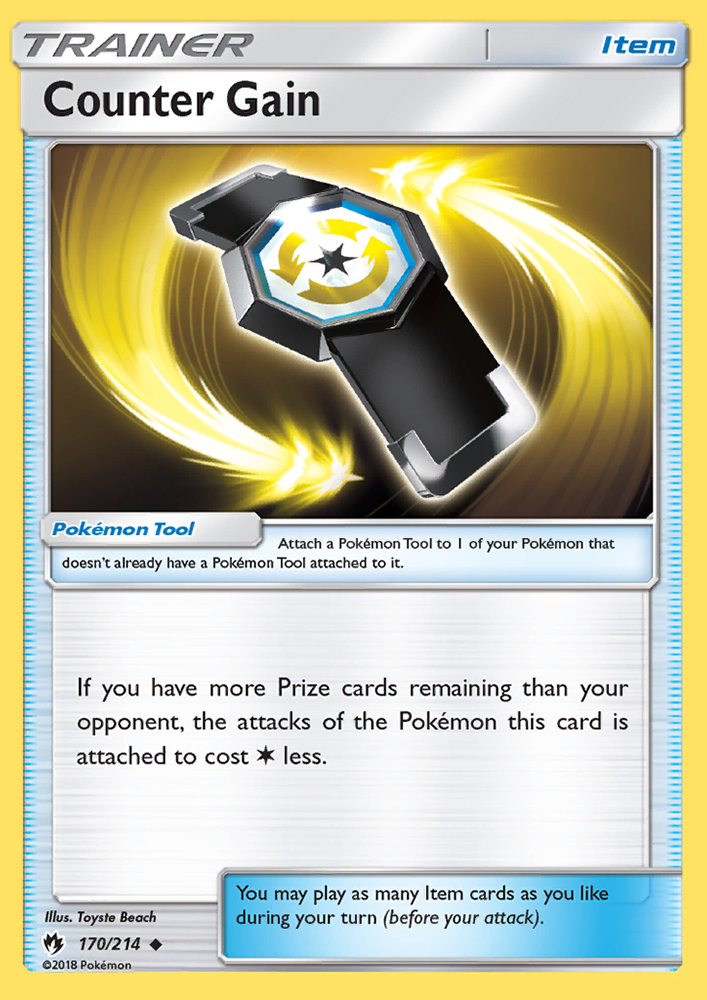 TRAINER
Item
Counter Gain
Pokémon Tool
Attach a Pokémon Tool to 1 of your Pokémon that
doesn't already have a Pokémon Tool attached to it.
If you have more Prize cards remaining than your
opponent, the attacks of the Pokémon this card is
attached to cost less.
You may play as many Item cards as you like
during your turn (before your attack).
Illus. Toyste Beach
170/214
©2018 Pokémon